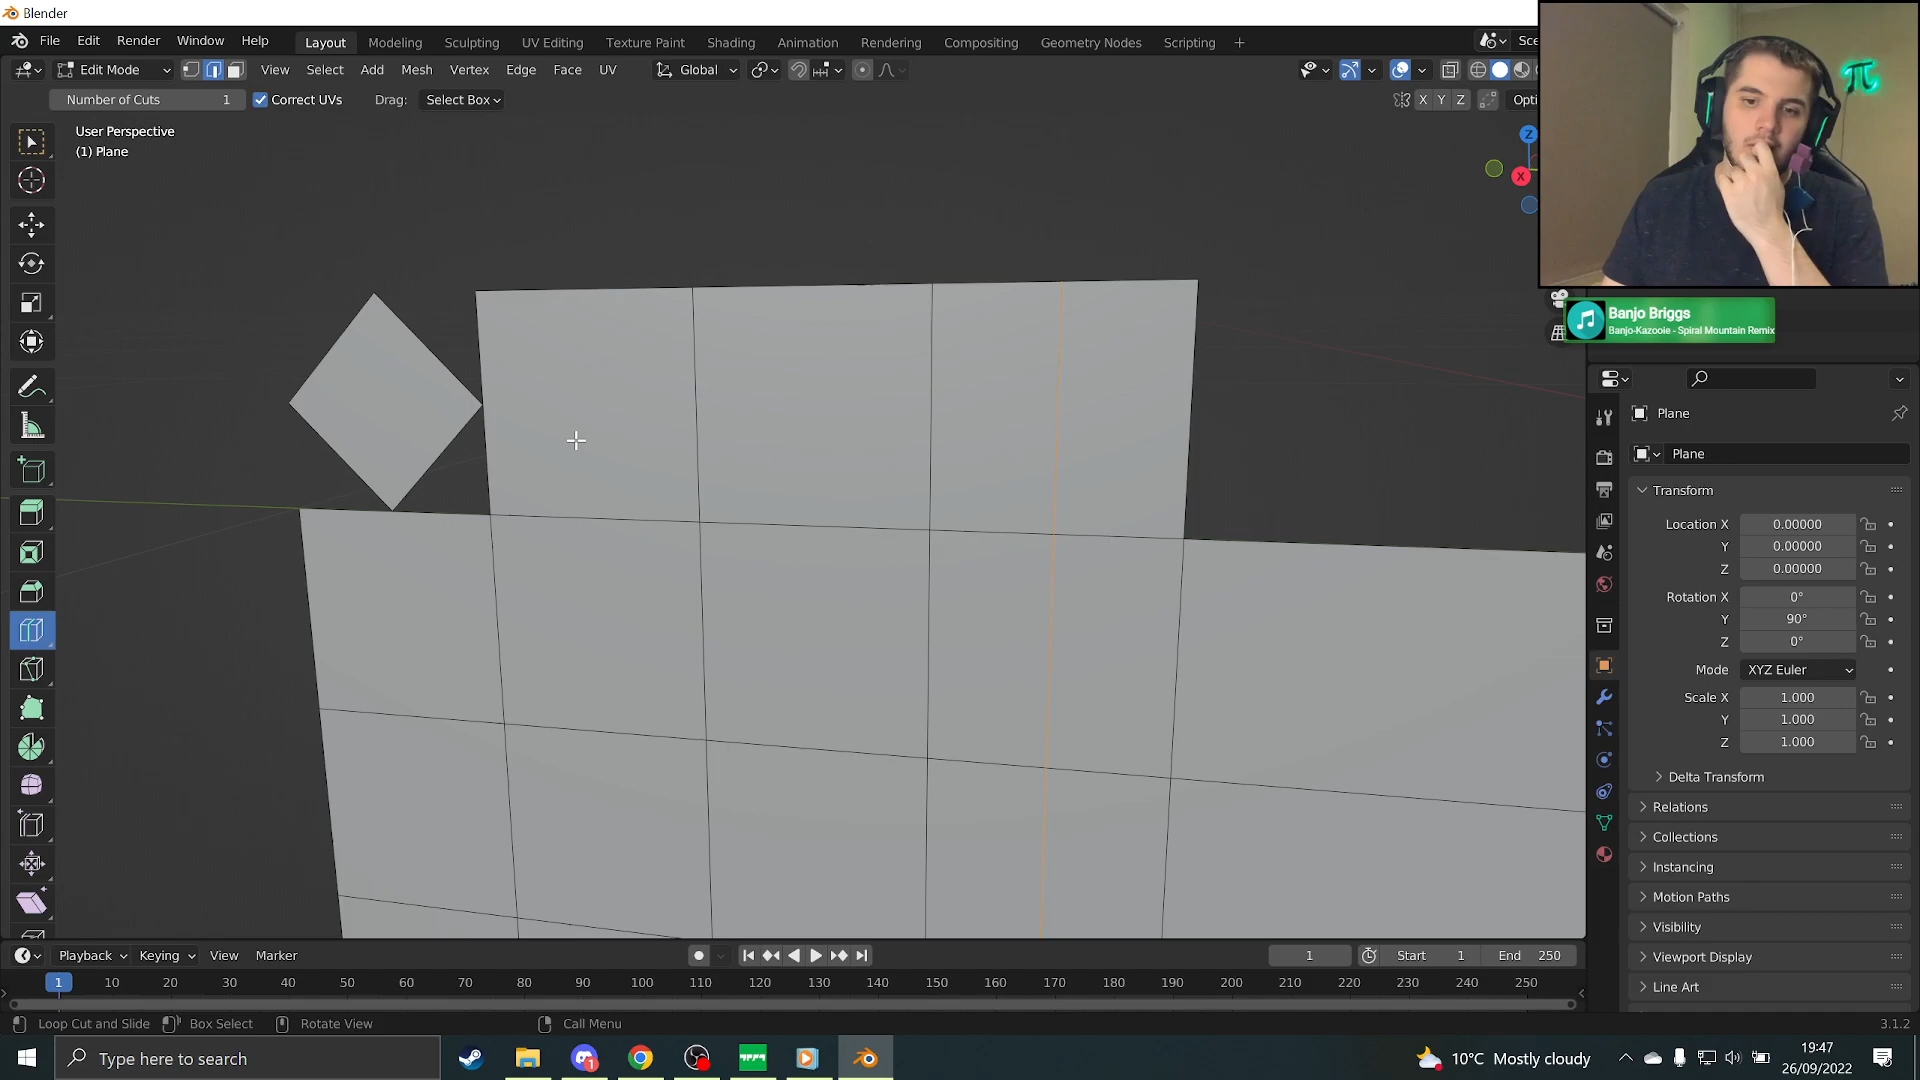 Blender
File Edit Render Window Help Layout Modeling Sculpting UV Editing Texture Paint Shading Animation Rendering Compositing Geometry Nodes Scripting + Sce
Edit Mode View Select Add Mesh Vertex Edge Face UV Global
Number of Cuts 1 Correct UVs Drag: Select Box X Y Z Opti
User Perspective
(1) Plane
Z
X
Banjo Briggs
Banjo-Kazooie - Spiral Mountain Remix
Plane
Plane
Transform
Location X 0.00000
Y 0.00000
Z 0.00000
Rotation X 0°
Y 90°
Z 0°
Mode XYZ Euler
Scale X 1.000
Y 1.000
Z 1.000
Delta Transform
Relations
Collections
Instancing
Motion Paths
Visibility
Viewport Display
Line Art
Playback Keying View Marker 1 Start 1 End 250
1 10 20 30 40 50 60 70 80 90 100 110 120 130 140 150 160 170 180 190 200 210 220 230 240 250
Loop Cut and Slide Box Select Rotate View Call Menu 3.1.2
Type here to search 1 10°C Mostly cloudy 19:47
26/09/2022